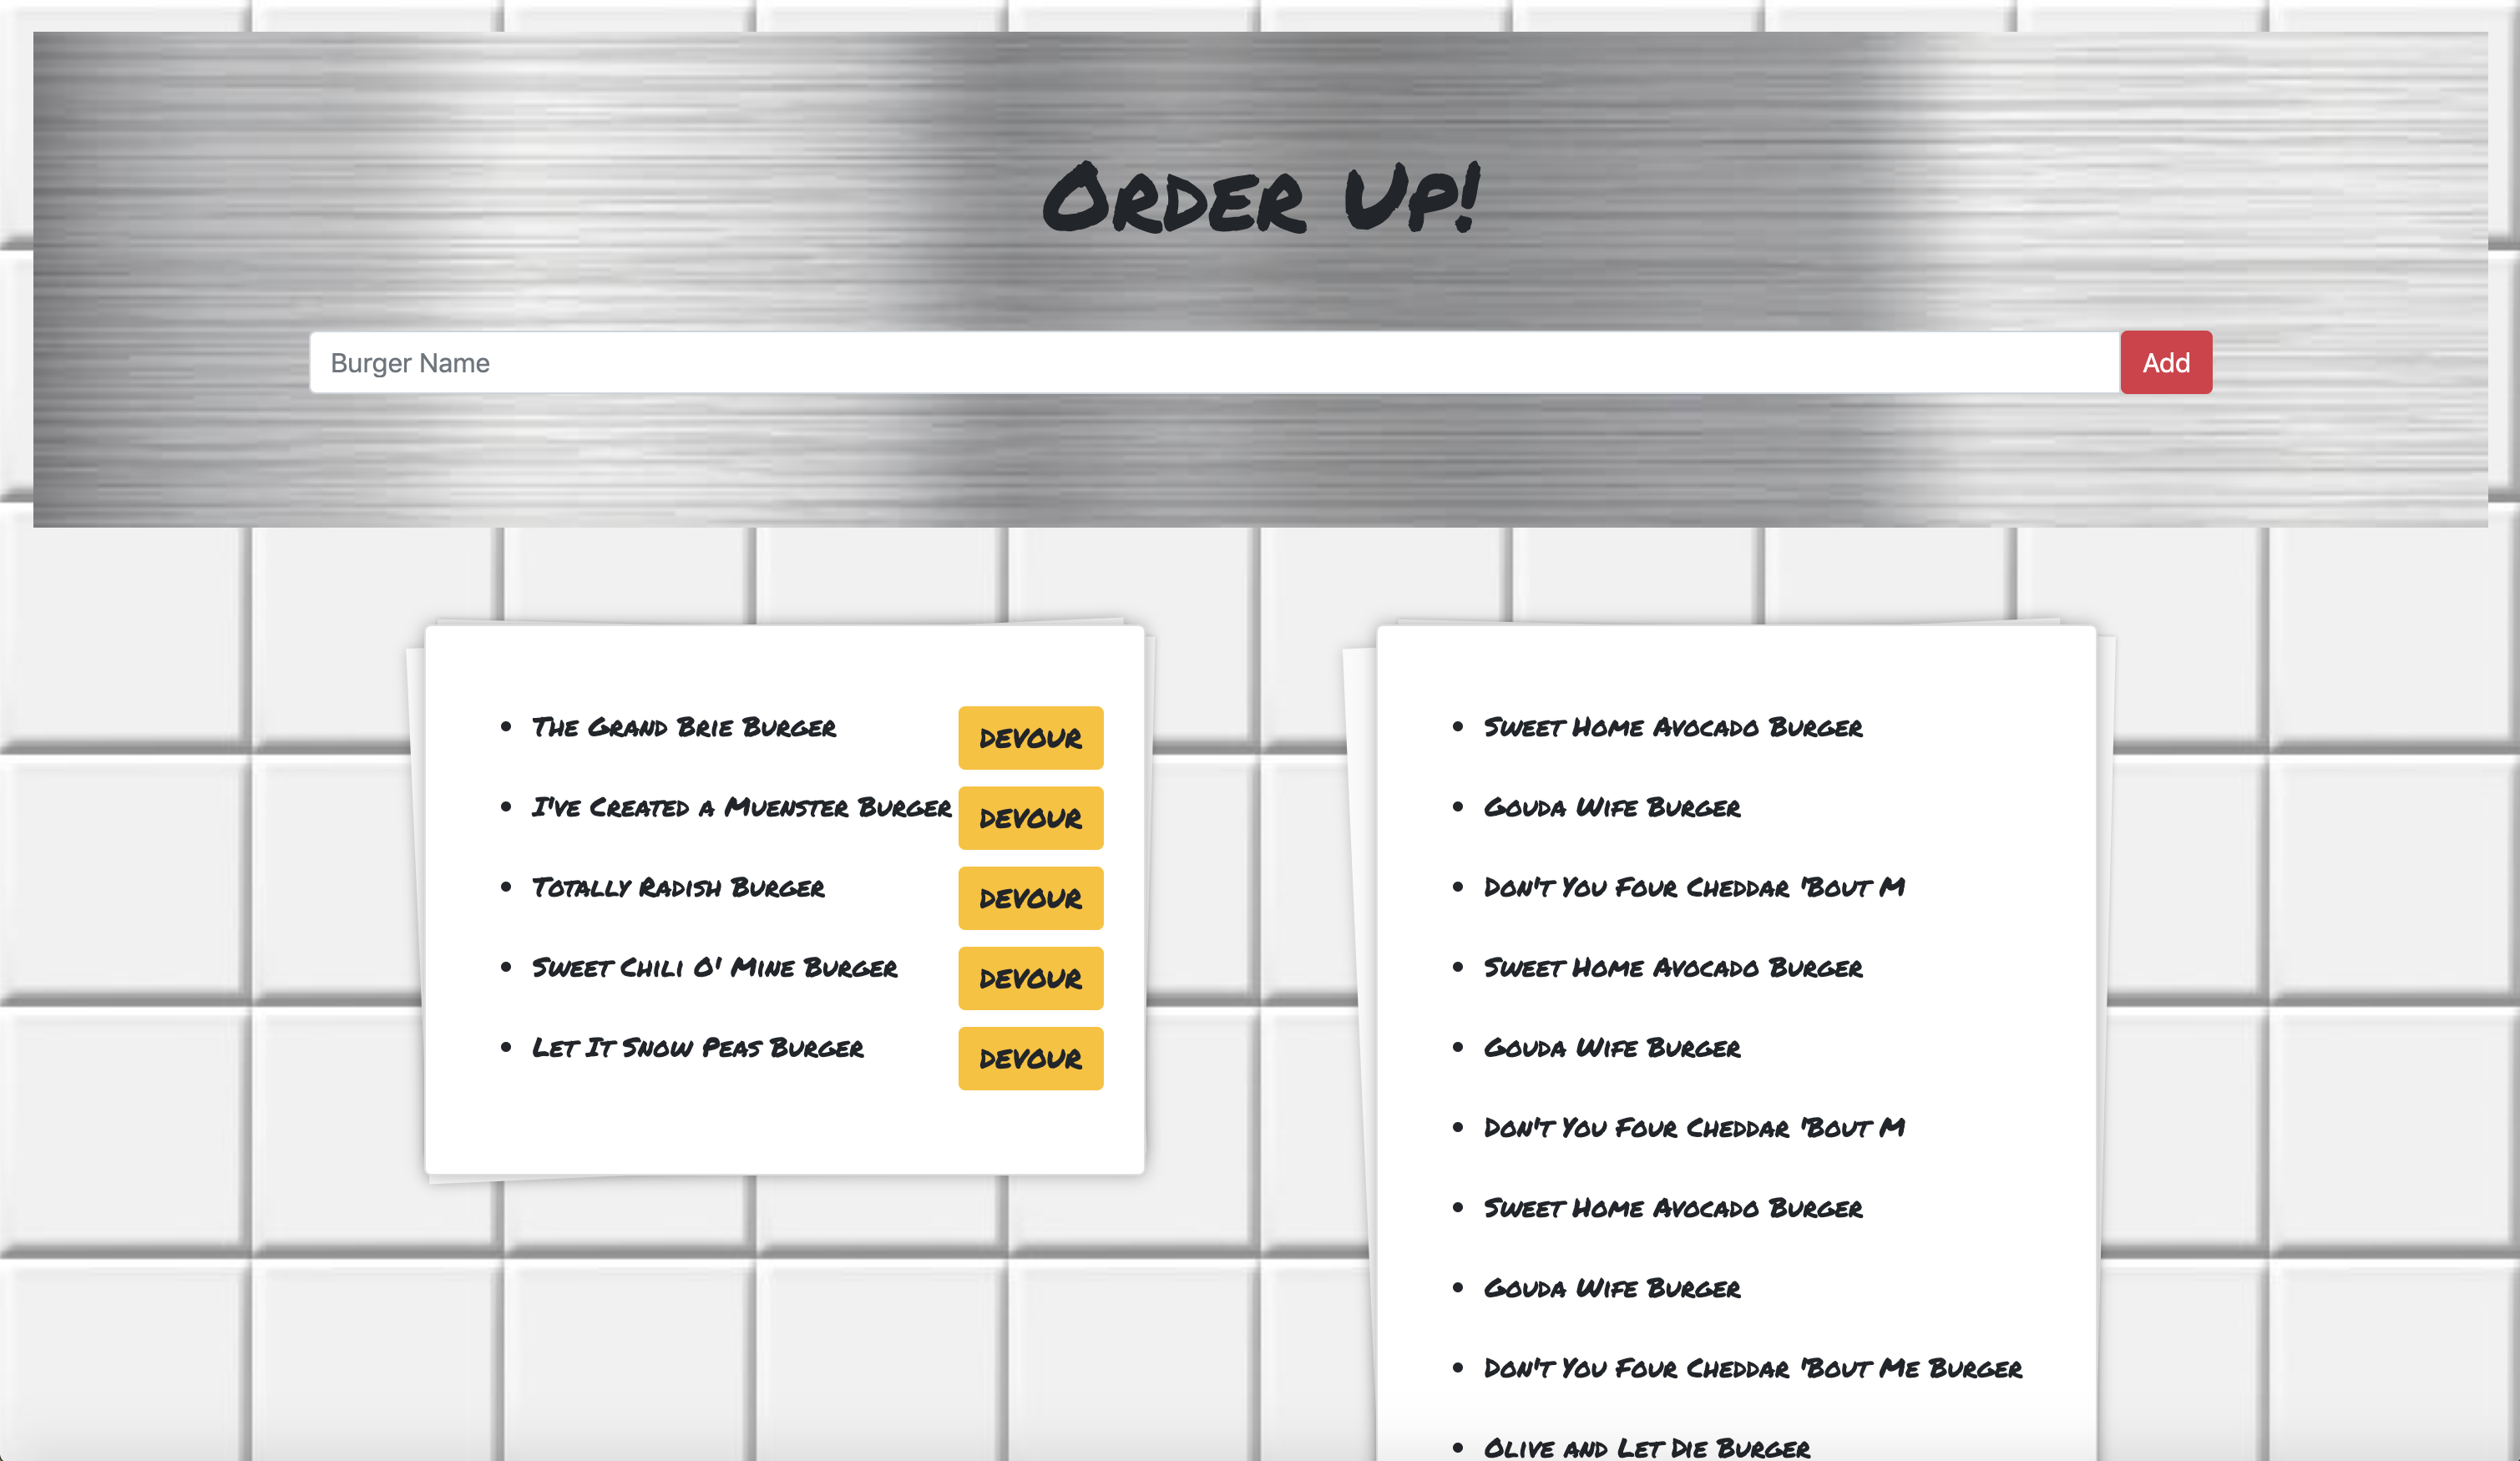 Order Up!
Burger Name
Add
The Grand Brie Burger
DEVOUR
I've Created a Muenster Burger
DEVOUR
Totally Radish Burger
DEVOUR
Sweet Chili O' Mine Burger
DEVOUR
Let It Snow Peas Burger
DEVOUR
Sweet Home Avocado Burger
Gouda Wife Burger
Don't You Four Cheddar 'Bout M
Sweet Home Avocado Burger
Gouda Wife Burger
Don't You Four Cheddar 'Bout M
Sweet Home Avocado Burger
Gouda Wife Burger
Don't You Four Cheddar 'Bout Me Burger
Olive and Let Die Burger